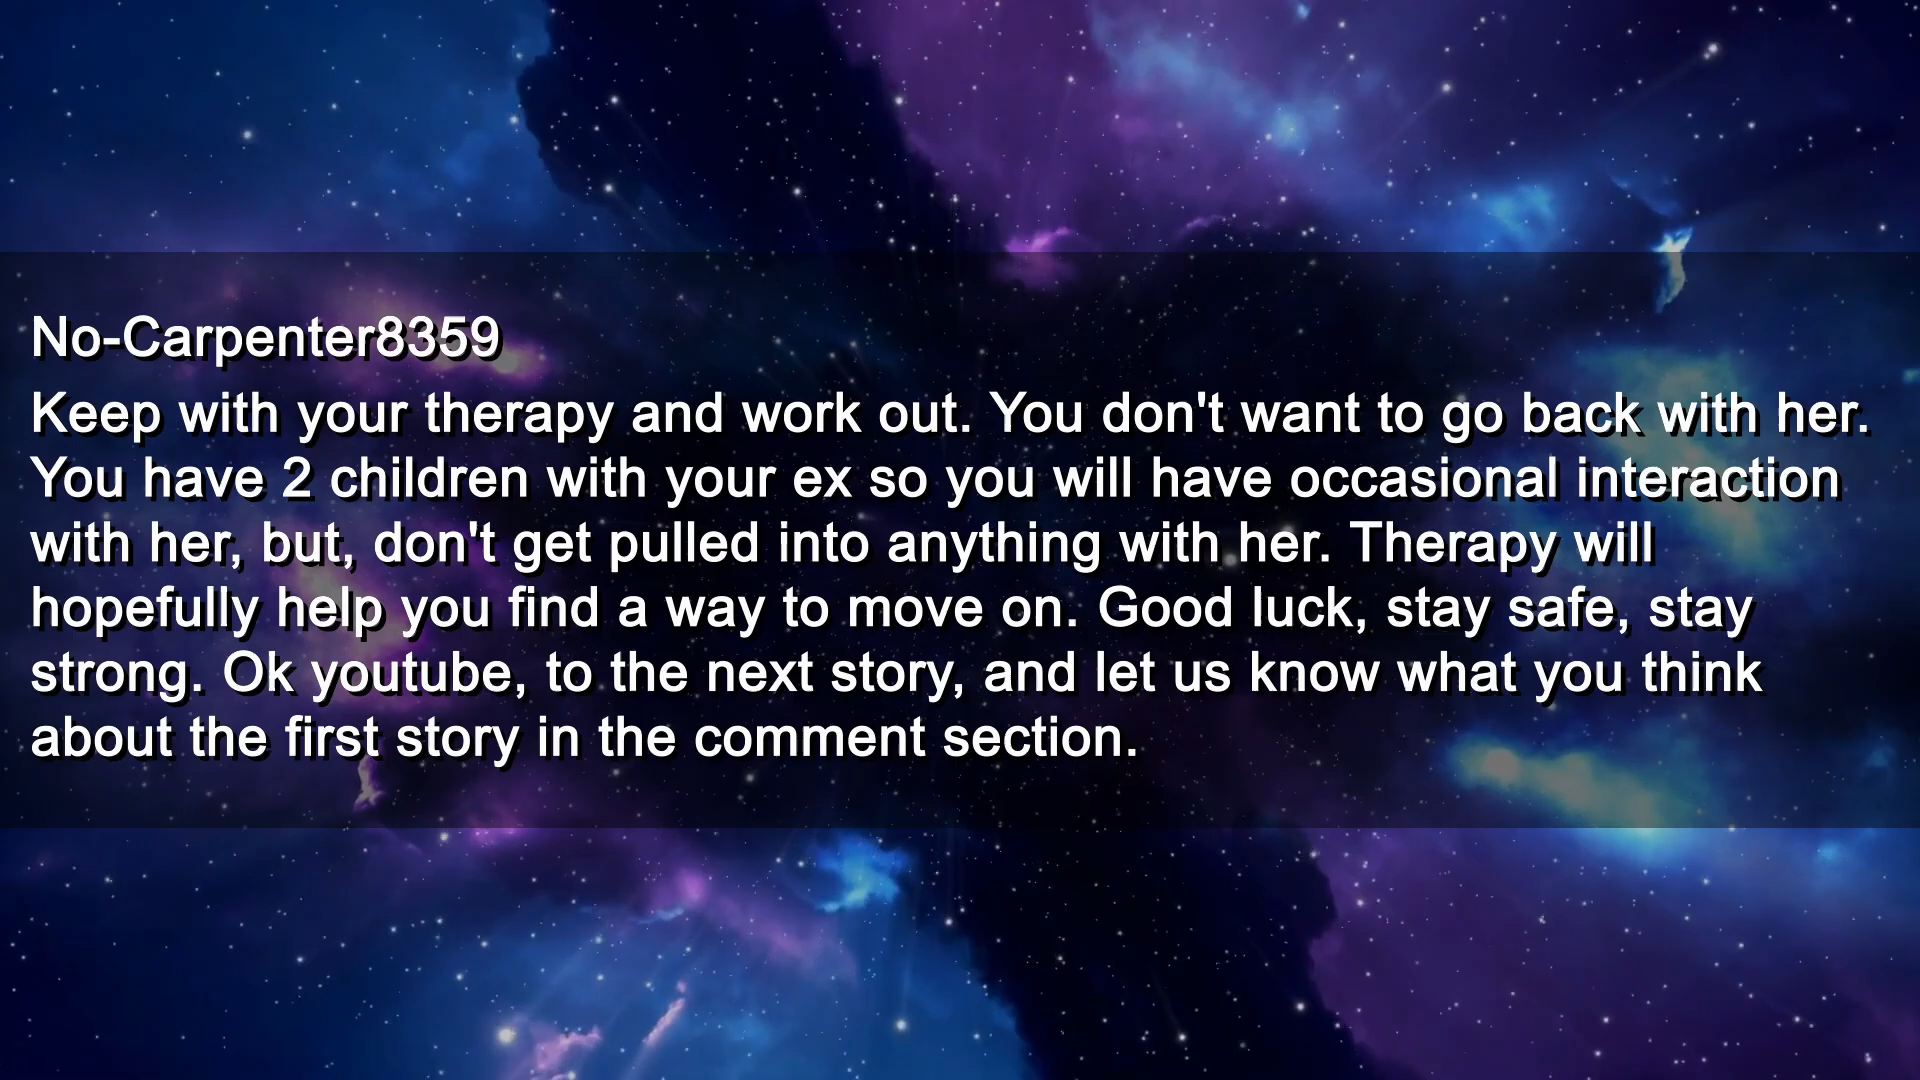 No-Carpenter8359
Keep with your therapy and work out. You don't want to go back with her.
You have 2 children with your ex so you will have occasional interaction
with her, but, don't get pulled into anything with her. Therapy will
hopefully help you find a way to move on. Good luck, stay safe, stay
strong. Ok youtube, to the next story, and let us know what you think
about the first story in the comment section.